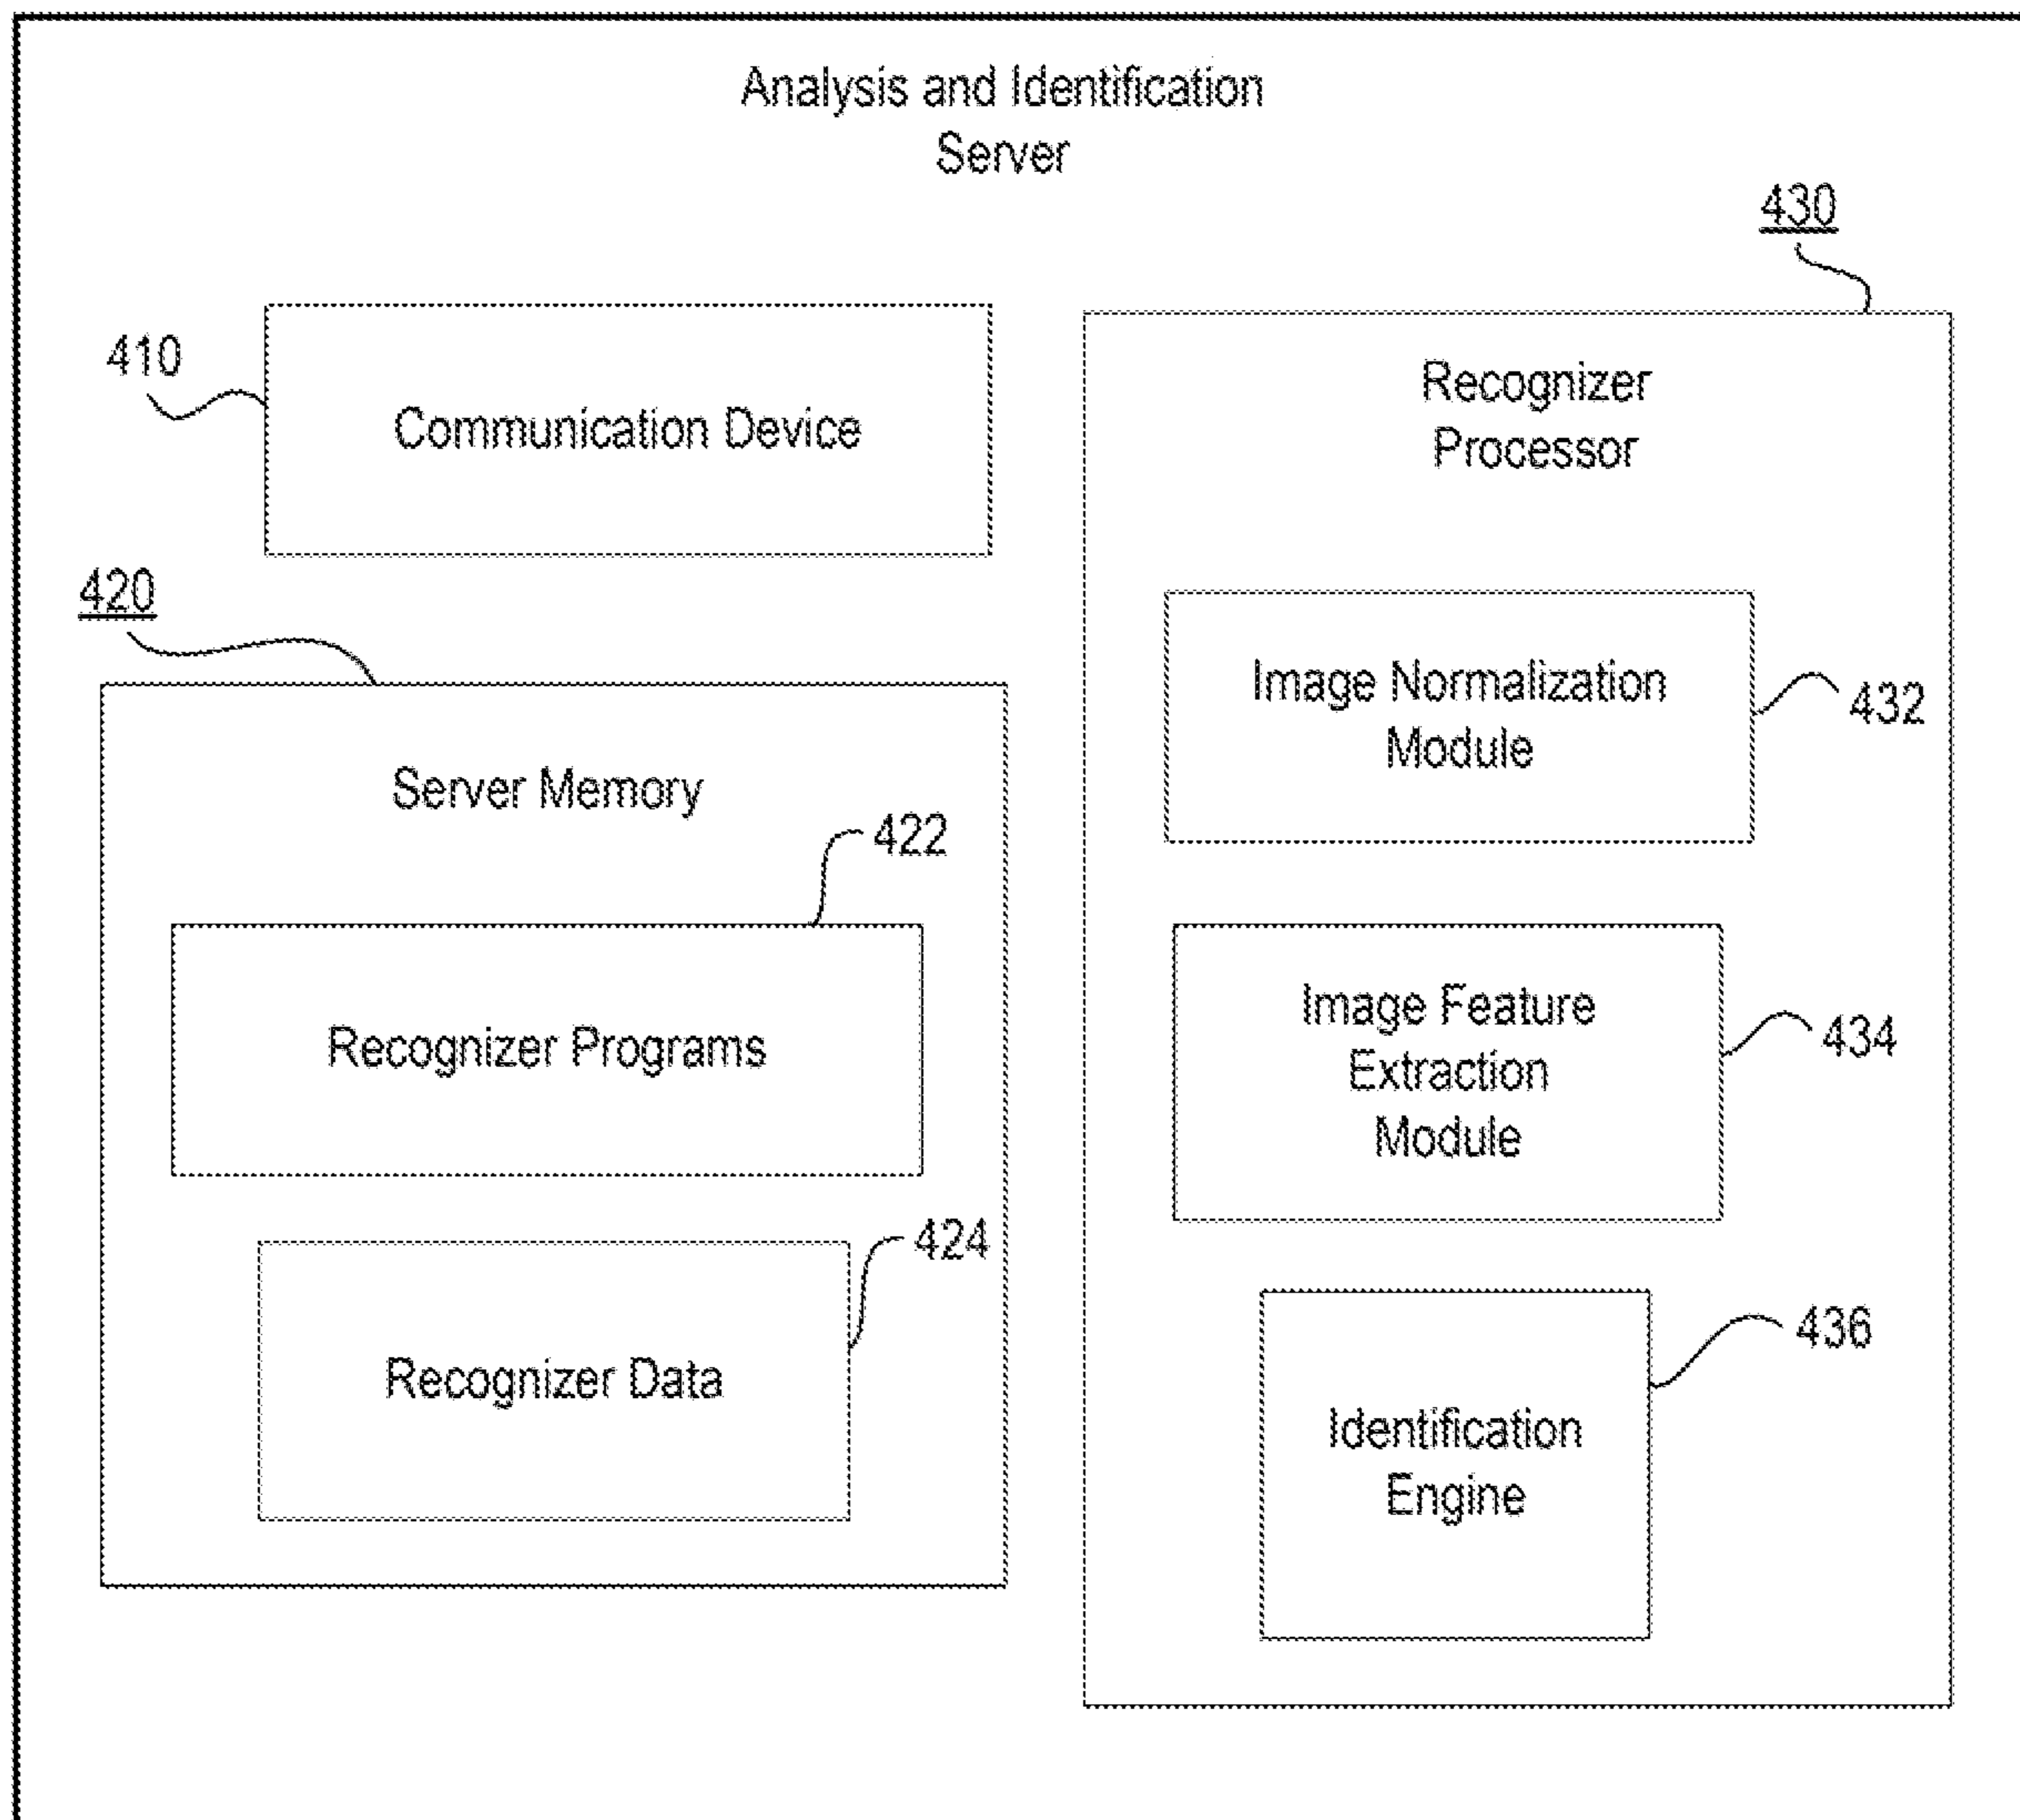 Analysis and Identification
Server
430
410
Communication Device
Recognizer
Processor
420
Image Normalization
Module
432
Server Memory
422
Recognizer Programs
Image Feature
Extraction
Module
434
424
Recognizer Data
436
Identification
Engine